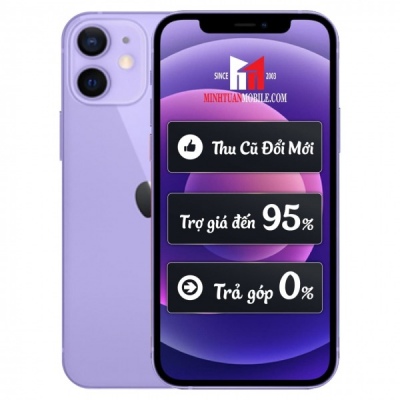 SINCE 2003
MINHTUANMOBILE.COM
Thu Cũ Đổi Mới
Trợ giá đến 95%
Trả góp 0%